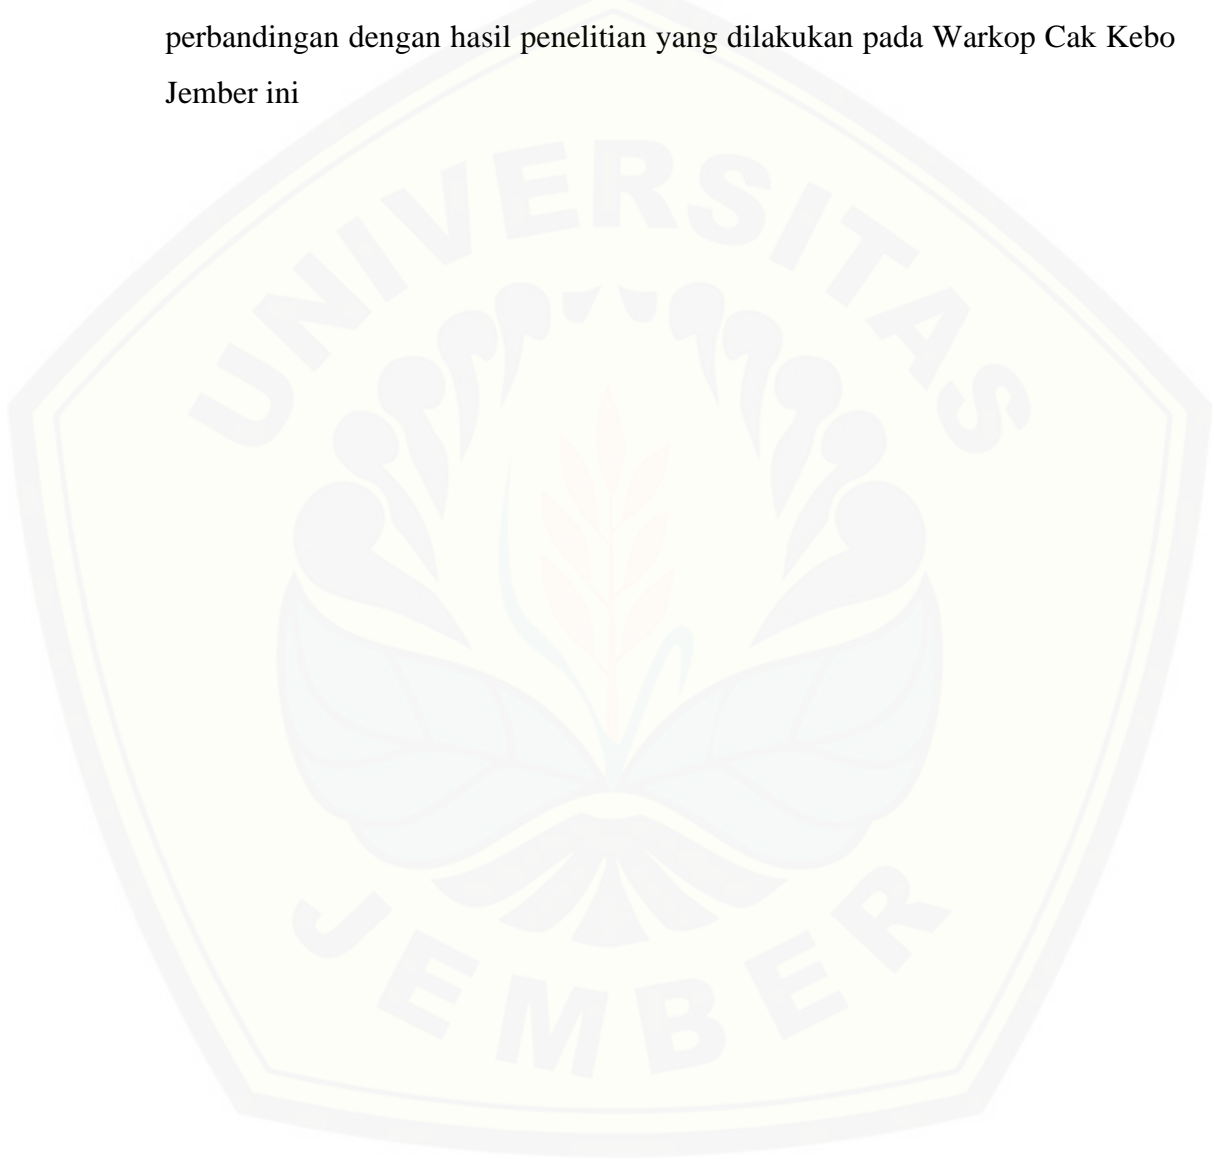 perbandingan dengan hasil penelitian yang dilakukan pada Warkop Cak Kebo
Jember ini
UNIVERSITAS
JEMBER